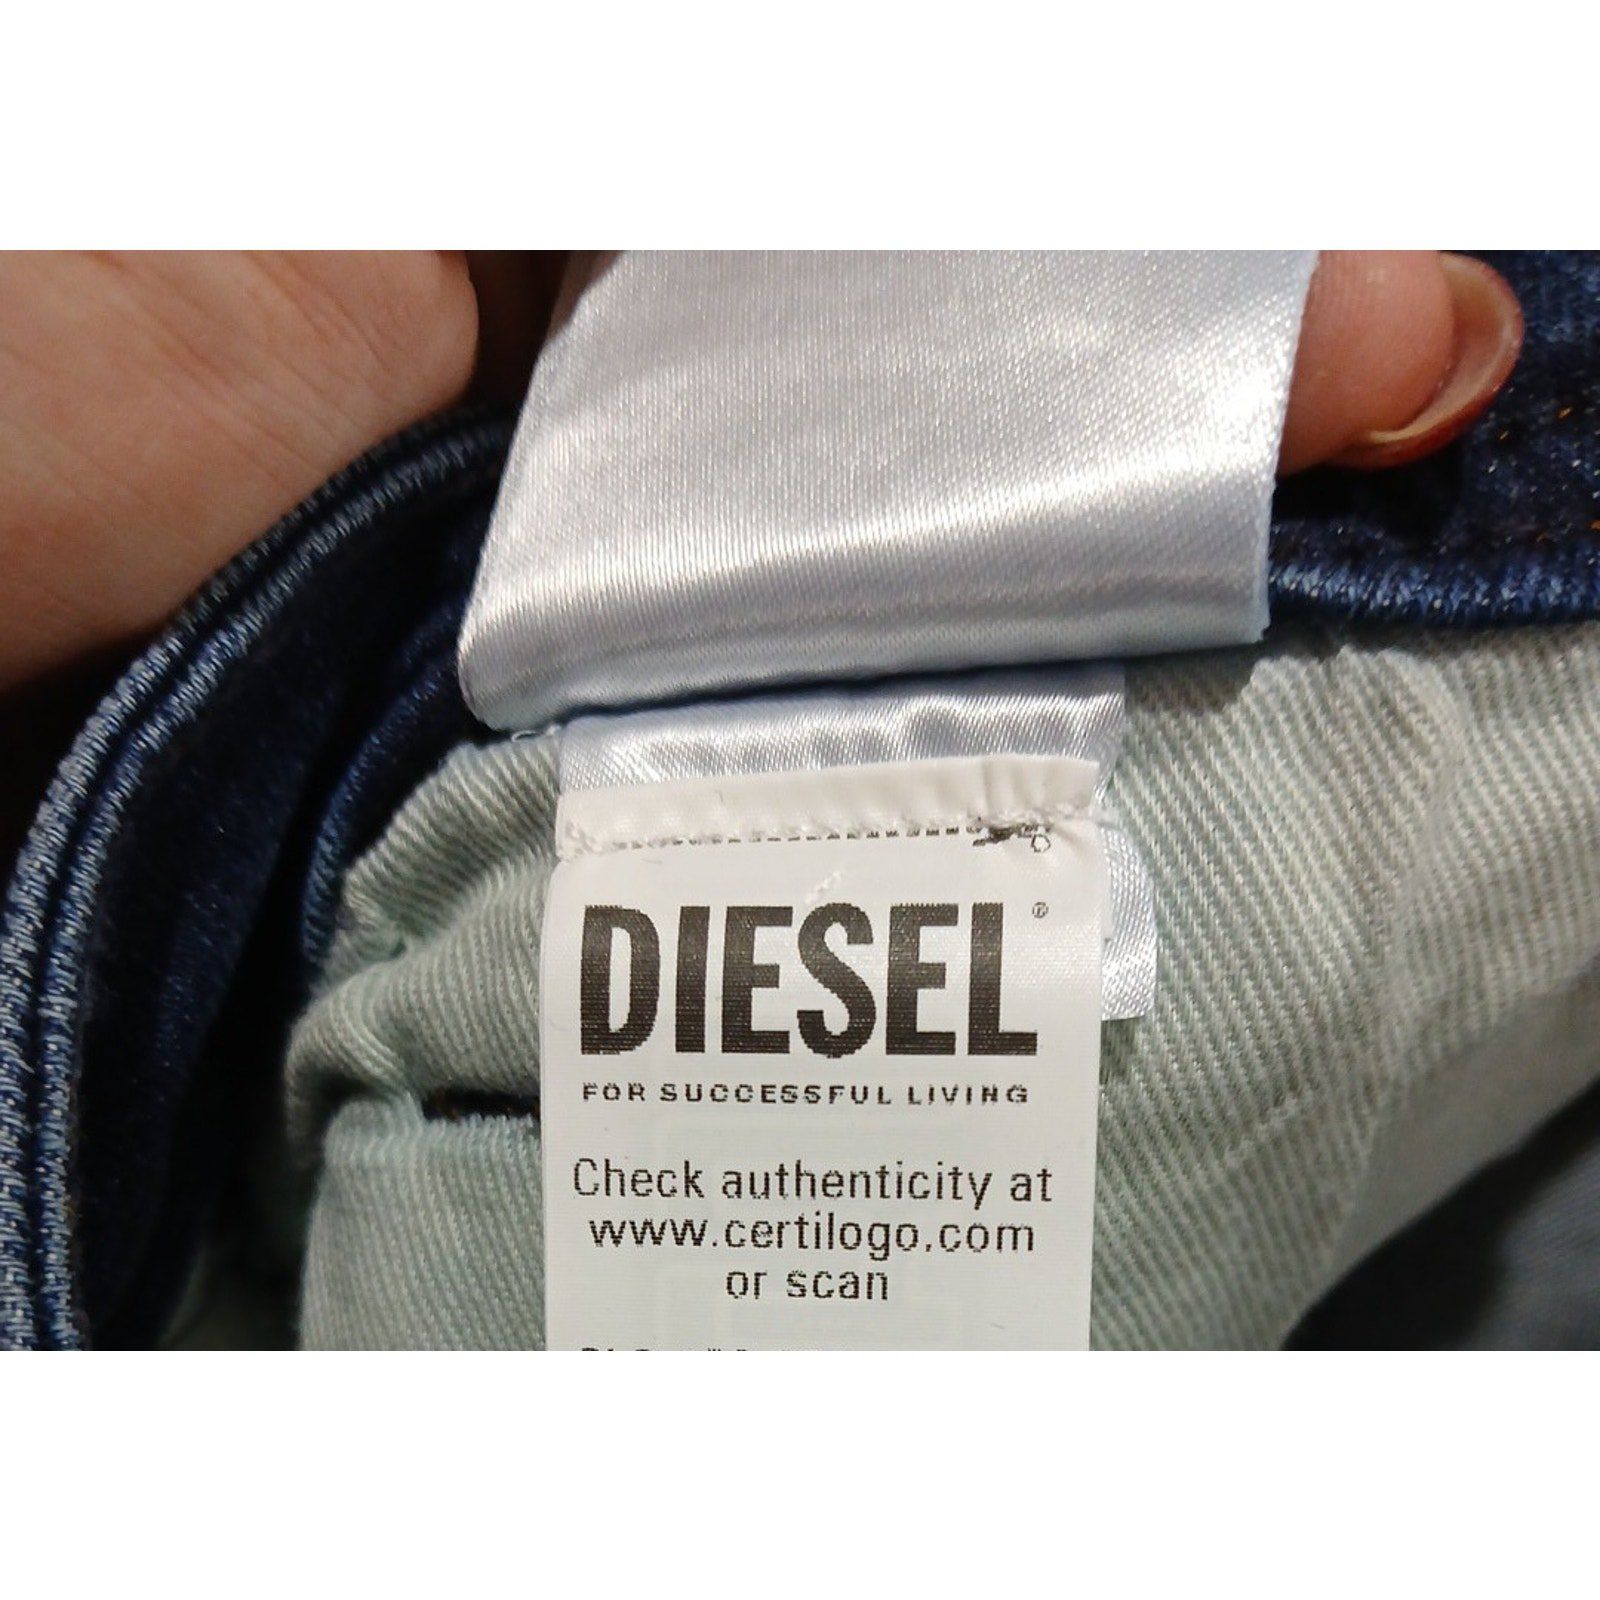 DIESEL®
FOR SUCCESSFUL LIVING
Check authenticity at
www.certilogo.com
or scan